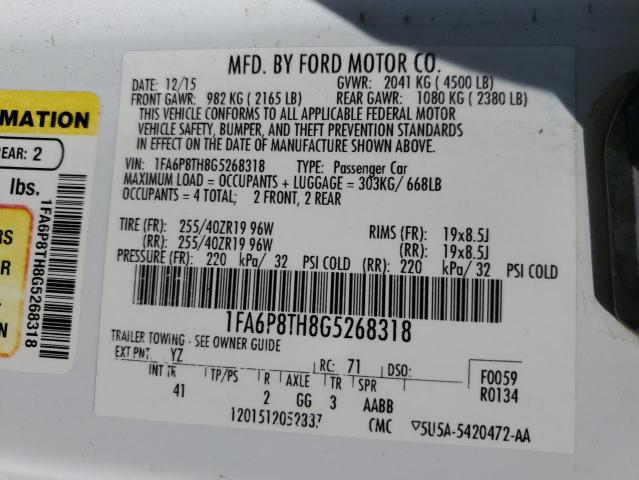 MFD. BY FORD MOTOR CO.
DATE: 12/15 GVWR: 2041 KG ( 4500 LB)
FRONT GAWR: 982 KG ( 2165 LB) REAR GAWR: 1080 KG ( 2380 LB)
THIS VEHICLE CONFORMS TO ALL APPLICABLE FEDERAL MOTOR
VEHICLE SAFETY, BUMPER, AND THEFT PREVENTION STANDARDS
IN EFFECT ON THE DATE OF MANUFACTURE SHOWN ABOVE.
VIN: 1FA6P8TH8G5268318 TYPE: Passenger Car
MAXIMUM LOAD = OCCUPANTS + LUGGAGE = 303KG/ 668LB
OCCUPANTS = 4 TOTAL; 2 FRONT, 2 REAR
TIRE (FR): 255/40ZR19 96W RIMS (FR): 19x8.5J
(RR): 255/40ZR19 96W (RR): 19x8.5J
PRESSURE (FR): 220 kPa/ 32 PSI COLD (RR): 220 kPa/ 32 PSI COLD
1FA6P8TH8G5268318
TRAILER TOWING - SEE OWNER GUIDE
EXT PNT: YZ RC: 71 DSO: F0059
INT TR TP/PS R AXLE TR SPR R0134
41 2 GG 3 AABB
1201512052337 CMC ▽5U5A-5420472-AA
RMATION
REAR: 2
lbs.
1FA6P8TH8G5268318
RS
R
N